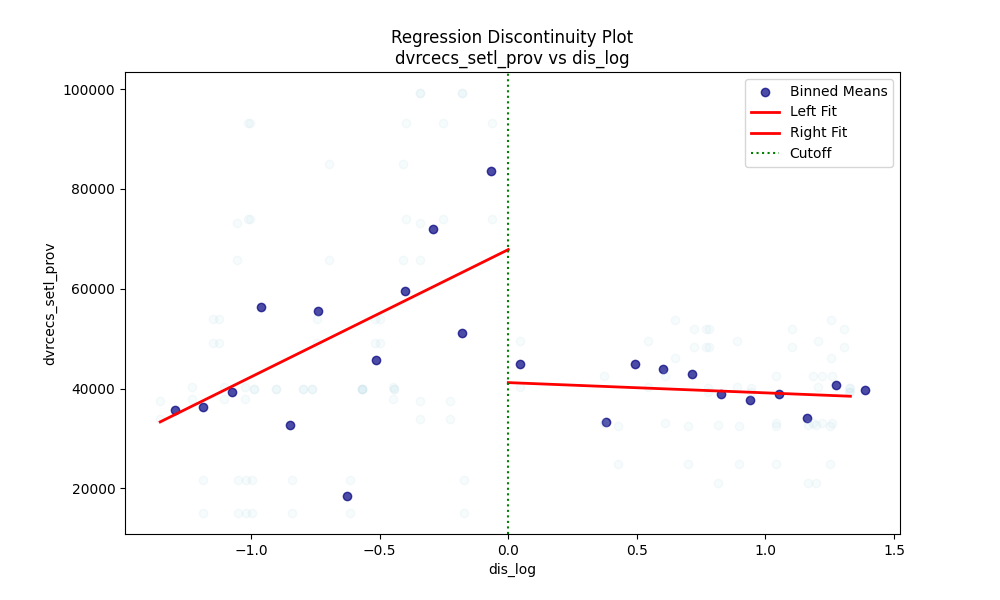 Regression Discontinuity Plot
dvrcecs_setl_prov vs dis_log
Binned Means
Left Fit
Right Fit
Cutoff
dvrcecs_setl_prov
100000
80000
60000
40000
20000
−1.0
−0.5
0.0
0.5
1.0
1.5
dis_log